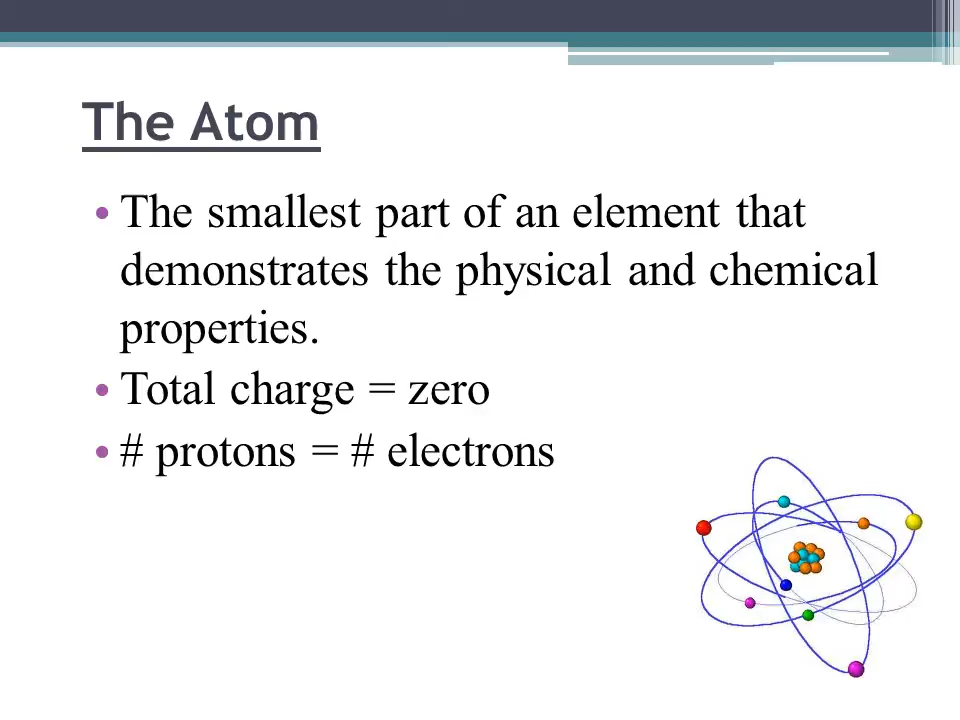 The Atom
• The smallest part of an element that
demonstrates the physical and chemical
properties.
• Total charge = zero
• # protons = # electrons